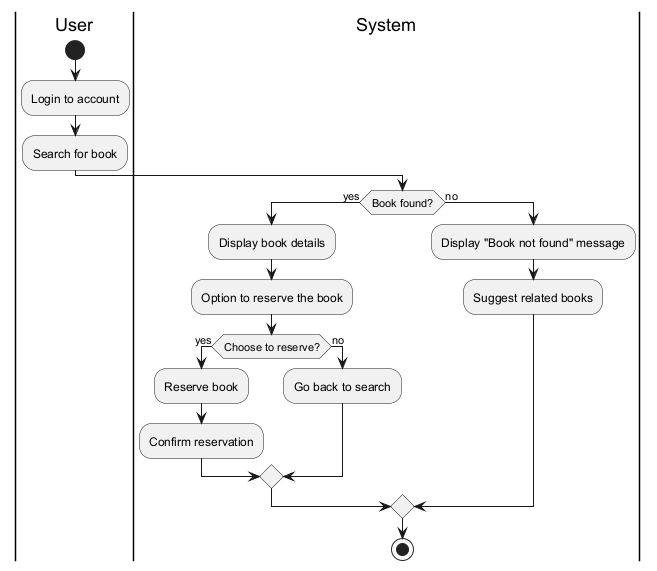 User
System
Login to account
Search for book
Book found?
yes
no
Display book details
Display "Book not found" message
Option to reserve the book
Suggest related books
Choose to reserve?
yes
no
Reserve book
Go back to search
Confirm reservation